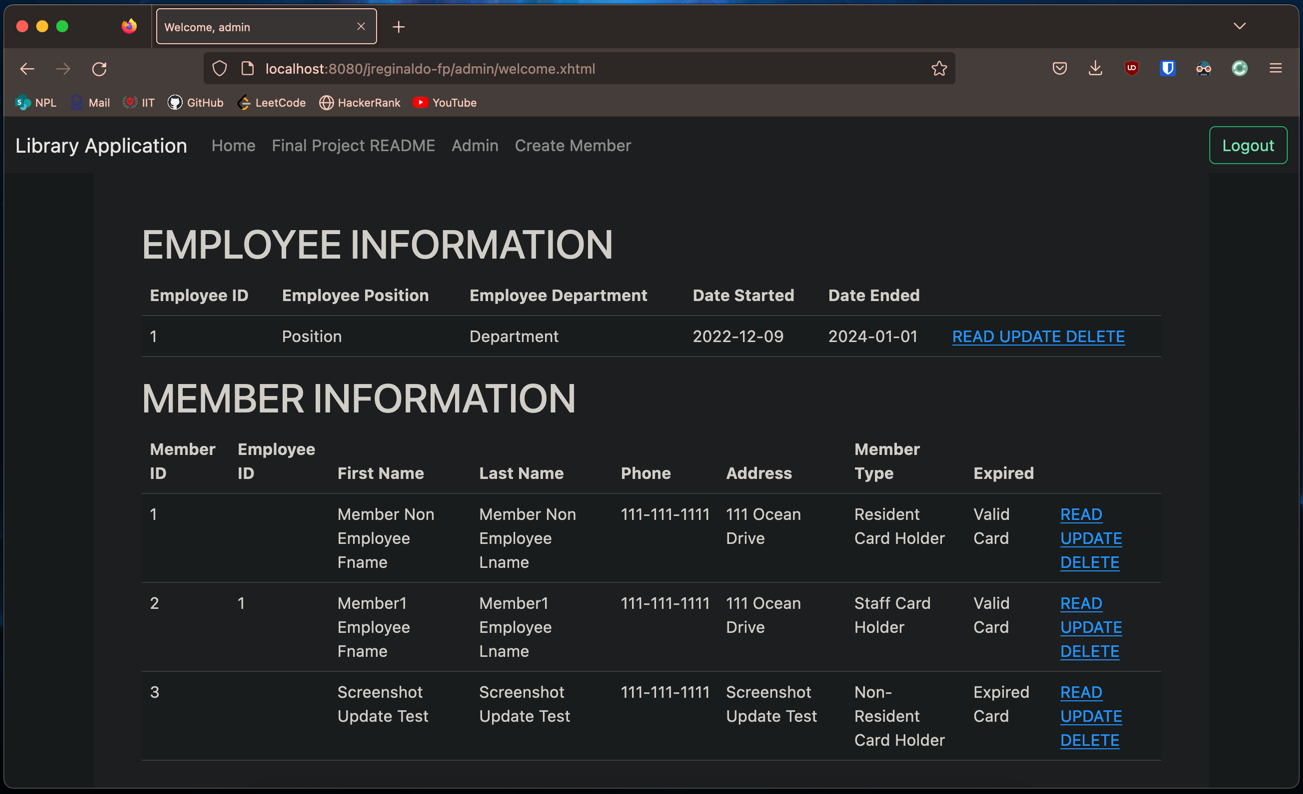 Welcome, admin
localhost:8080/jreginaldo-fp/admin/welcome.xhtml
NPL Mail IIT GitHub LeetCode HackerRank YouTube
Library Application Home Final Project README Admin Create Member Logout
EMPLOYEE INFORMATION
Employee ID Employee Position Employee Department Date Started Date Ended
1 Position Department 2022-12-09 2024-01-01 READ UPDATE DELETE
MEMBER INFORMATION
Member Employee Member
ID ID First Name Last Name Phone Address Type Expired
1 Member Non Member Non 111-111-1111 111 Ocean Resident Valid READ
Employee Employee Drive Card Holder Card UPDATE
Fname Lname DELETE
2 1 Member1 Member1 111-111-1111 111 Ocean Staff Card Valid READ
Employee Employee Drive Holder Card UPDATE
Fname Lname DELETE
3 Screenshot Screenshot 111-111-1111 Screenshot Non- Expired READ
Update Test Update Test Update Test Resident Card UPDATE
Card Holder DELETE